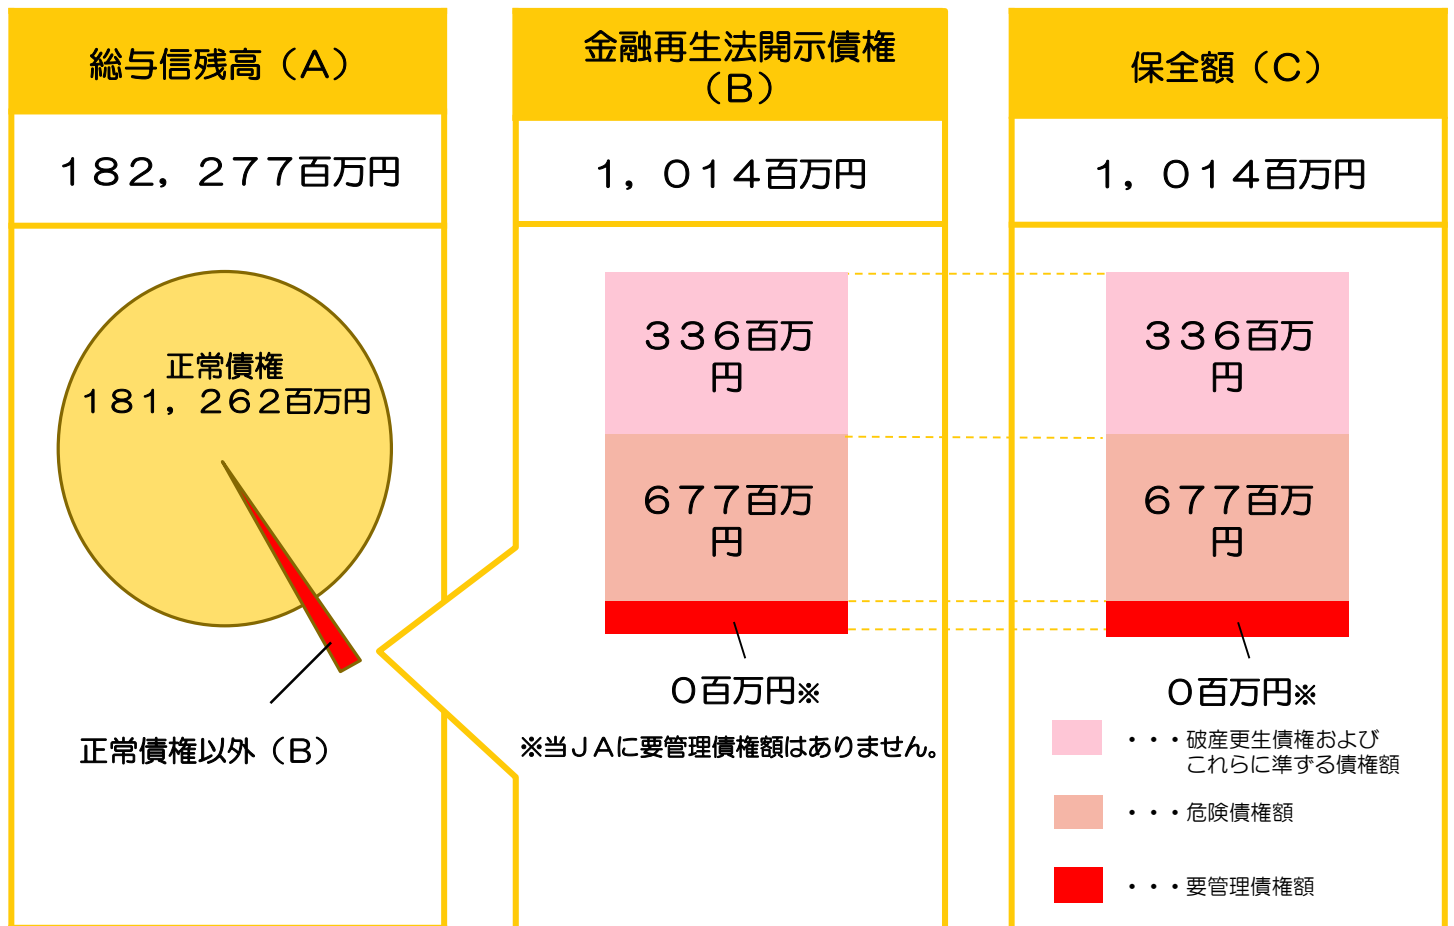 総与信残高（Ａ）
１８２，２７７百万円
正常債権
１８１，２６２百万円
正常債権以外（Ｂ）
金融再生法開示債権
（Ｂ）
１，０１４百万円
３３６百万
円
６７７百万
円
０百万円※
※当ＪＡに要管理債権額はありません。
保全額（Ｃ）
１，０１４百万円
３３６百万
円
６７７百万
円
０百万円※
・・・破産更生債権および
これらに準ずる債権額
・・・危険債権額
・・・要管理債権額